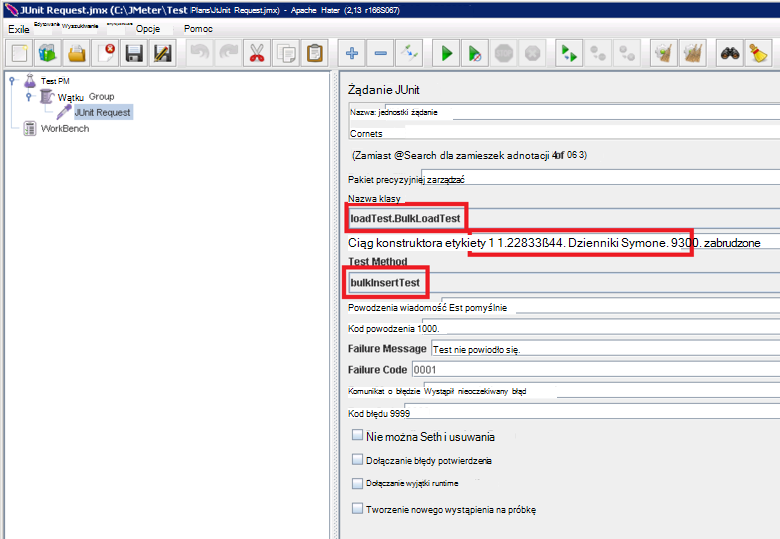 JUnit Request.jmx (C:\JMeter\Test Plans\JtJnit Request.jmx) - Apache Hater (2,13 r166S067)
Exile Edytowanie Wyszukiwanie Opcje Pomoc
Test PM
Wątku Group
JUnit Request
WorkBench
Żądanie JUnit
Nazwa: jednostki żądanie
Cornets
(Zamiast @Search dla zamieszek adnotacji 4of 06 3)
Pakiet precyzyjniej zarządzać
Nazwa klasy
loadTest.BulkLoadTest
Ciąg konstruktora etykiety 1 1.22833ß44. Dzienniki Symone. 9300. zabrudzone
Test Method
bulkInsertTest
Powodzenia wiadomość Est pomyślnie
Kod powodzenia 1000.
Failure Message Test nie powiodło się.
Failure Code 0001
Komunikat o błędzie Wystąpił nieoczekiwany błąd
Kod błędu 9999
Nie można Seth i usuwania
Dołączanie błędy potwierdzenia
Dołączanie wyjątki runtime
Tworzenie nowego wystąpienia na próbkę